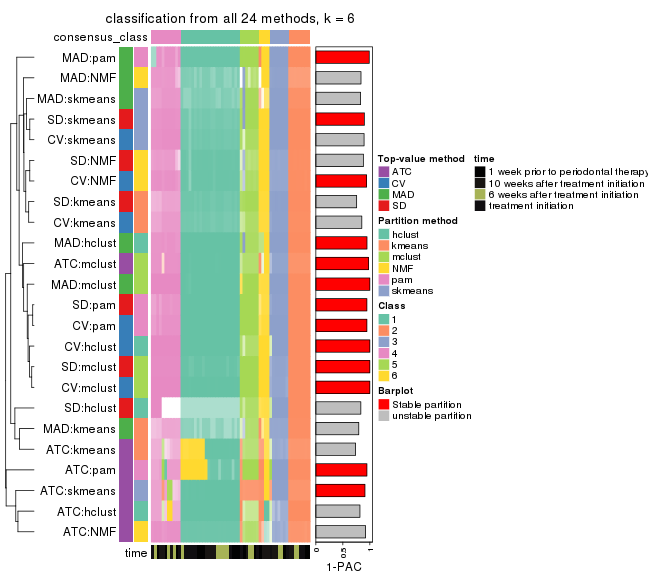 classification from all 24 methods, k = 6
consensus_class
MAD:pam
MAD:NMF
MAD:skmeans
SD:skmeans
CV:skmeans
SD:NMF
CV:NMF
SD:kmeans
CV:kmeans
MAD:hclust
ATC:mclust
MAD:mclust
SD:pam
CV:pam
CV:hclust
SD:mclust
CV:mclust
SD:hclust
MAD:kmeans
ATC:kmeans
ATC:pam
ATC:skmeans
ATC:hclust
ATC:NMF
time
0
0.5
1
1-PAC
Top-value method
ATC
CV
MAD
SD
Partition method
hclust
kmeans
mclust
NMF
pam
skmeans
Class
1
2
3
4
5
6
Barplot
Stable partition
unstable partition
time
1 week prior to periodontal therapy
10 weeks after treatment initiation
6 weeks after treatment initiation
treatment initiation